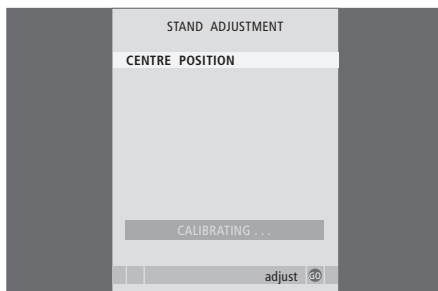 STAND ADJUSTMENT
CENTRE POSITION
CALIBRATING . . .
adjust GO